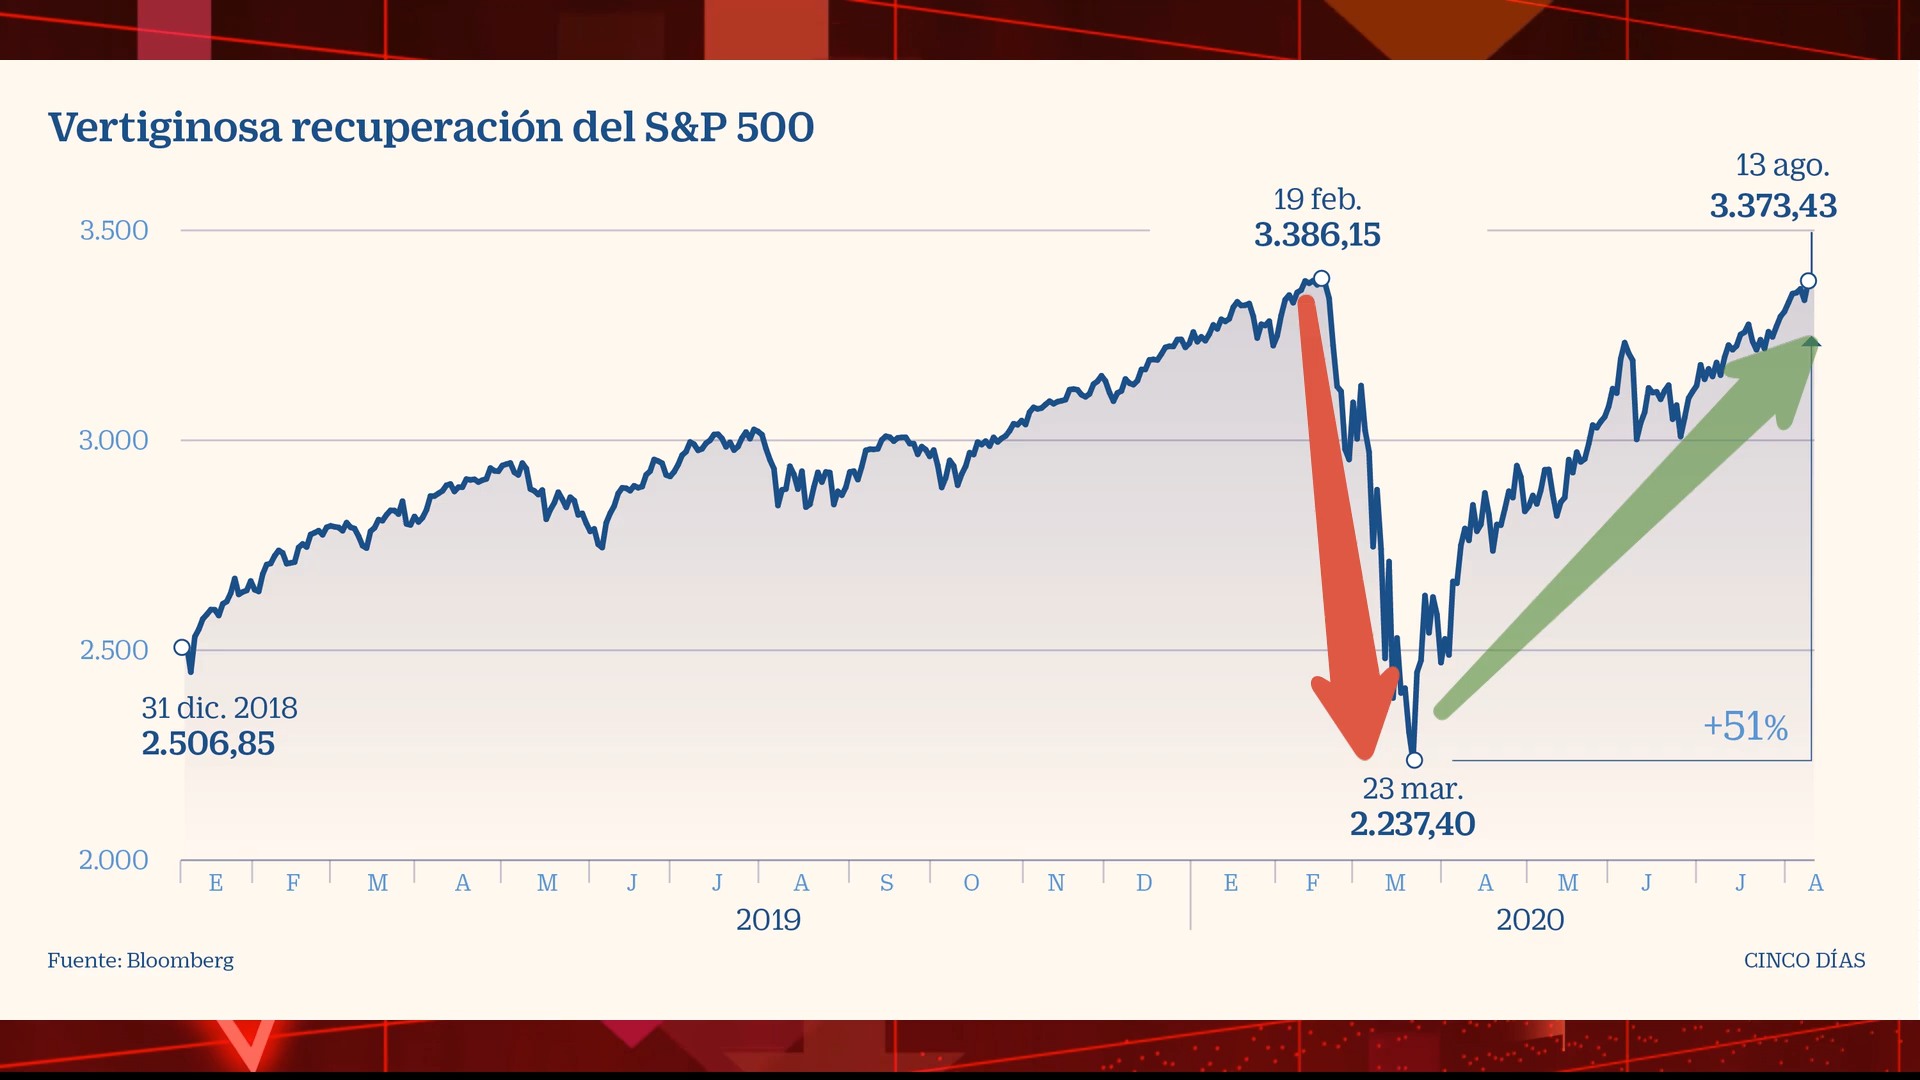 Vertiginosa recuperación del S&P 500
13 ago.
3.373,43
19 feb.
3.386,15
3.500
3.000
2.500
31 dic. 2018
2.506,85
+51%
23 mar.
2.237,40
2.000
E F M A M J J A S O N D E F M A M J J A
2019 2020
Fuente: Bloomberg CINCO DÍAS